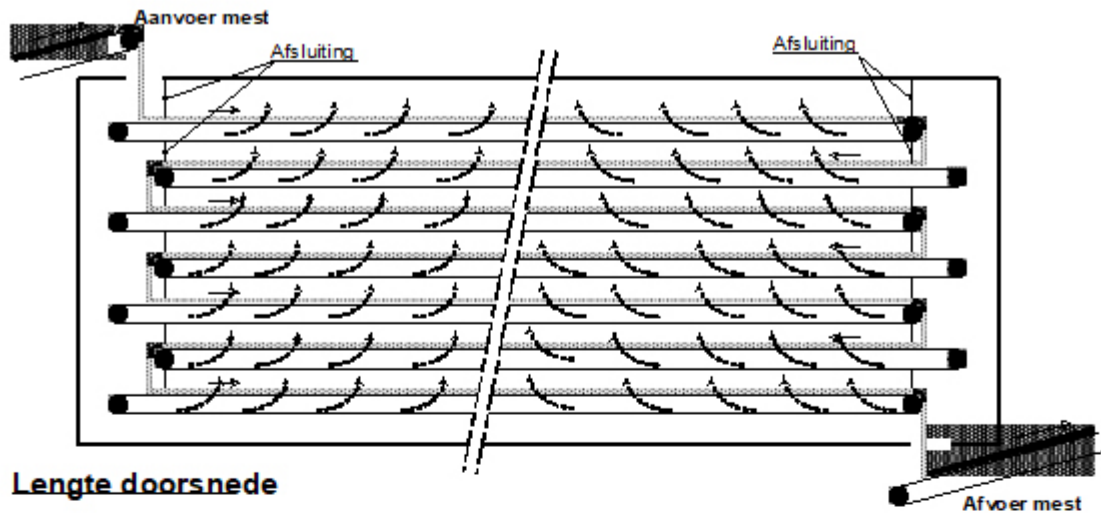 Aanvoer mest
Afsluiting
Afsluiting
Lengte doorsnede
Afvoer mest